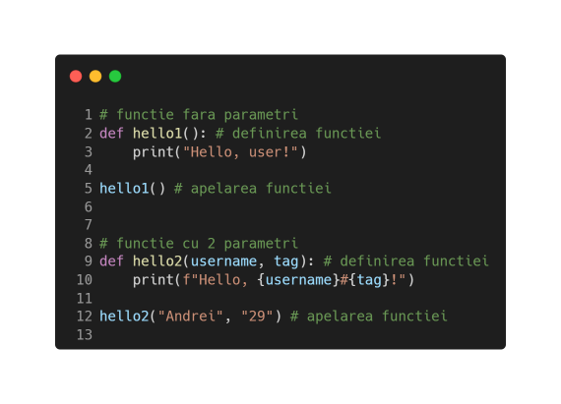 1 # functie fara parametri
2 def hello1(): # definirea functiei
3     print("Hello, user!")
4
5 hello1() # apelarea functiei
6
7
8 # functie cu 2 parametri
9 def hello2(username, tag): # definirea functiei
10     print(f"Hello, {username}#{tag}!")
11
12 hello2("Andrei", "29") # apelarea functiei
13